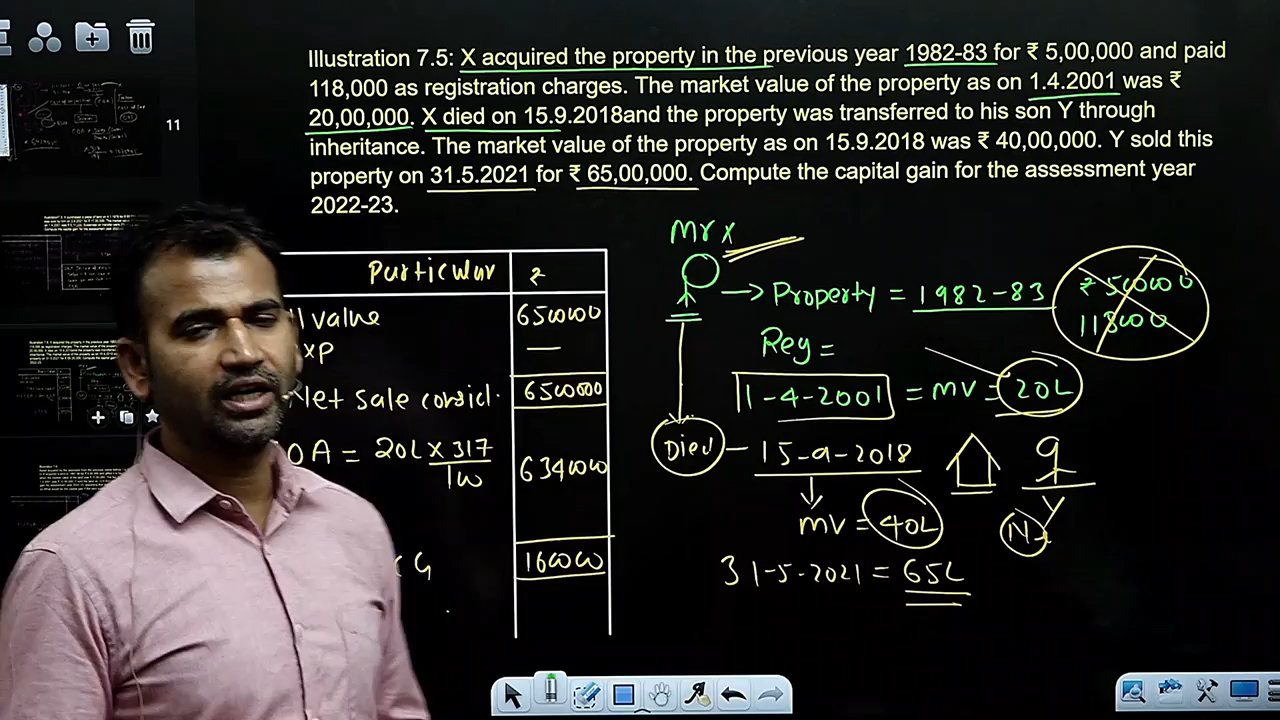 Illustration 7.5: X acquired the property in the previous year 1982-83 for ₹ 5,00,000 and paid
118,000 as registration charges. The market value of the property as on 1.4.2001 was ₹
20,00,000. X died on 15.9.2018and the property was transferred to his son Y through
inheritance. The market value of the property as on 15.9.2018 was ₹ 40,00,000. Y sold this
property on 31.5.2021 for ₹ 65,00,000. Compute the capital gain for the assessment year
2022-23.
11
Particular ₹
value 6500000
XP —
Net sale consid. 6500000
OA = 20L × 317/100 6340000
G 160000
Mr X
→ Property = 1982-83 ₹ 500000
118000
Reg =
1-4-2001 = MV = 20L
Died - 15-9-2018
Y
MV = 40L
31-5-2021 = 65L